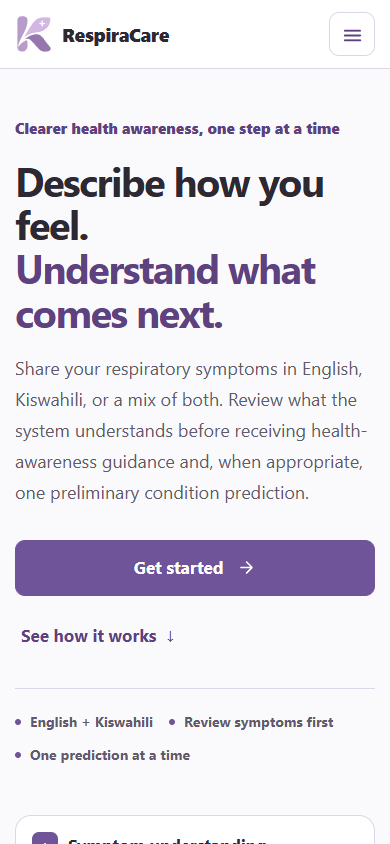 RespiraCare
Clearer health awareness, one step at a time
Describe how you
feel.
Understand what
comes next.
Share your respiratory symptoms in English,
Kiswahili, or a mix of both. Review what the
system understands before receiving health-
awareness guidance and, when appropriate,
one preliminary condition prediction.
Get started →
See how it works ↓
English + Kiswahili
Review symptoms first
One prediction at a time
Symptom understanding